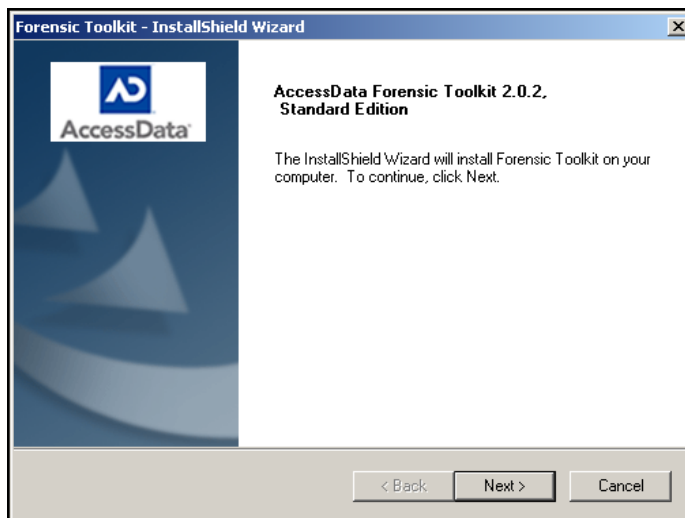 Forensic Toolkit - InstallShield Wizard
AccessData
AccessData Forensic Toolkit 2.0.2,
Standard Edition
The InstallShield Wizard will install Forensic Toolkit on your
computer. To continue, click Next.
< Back Next > Cancel